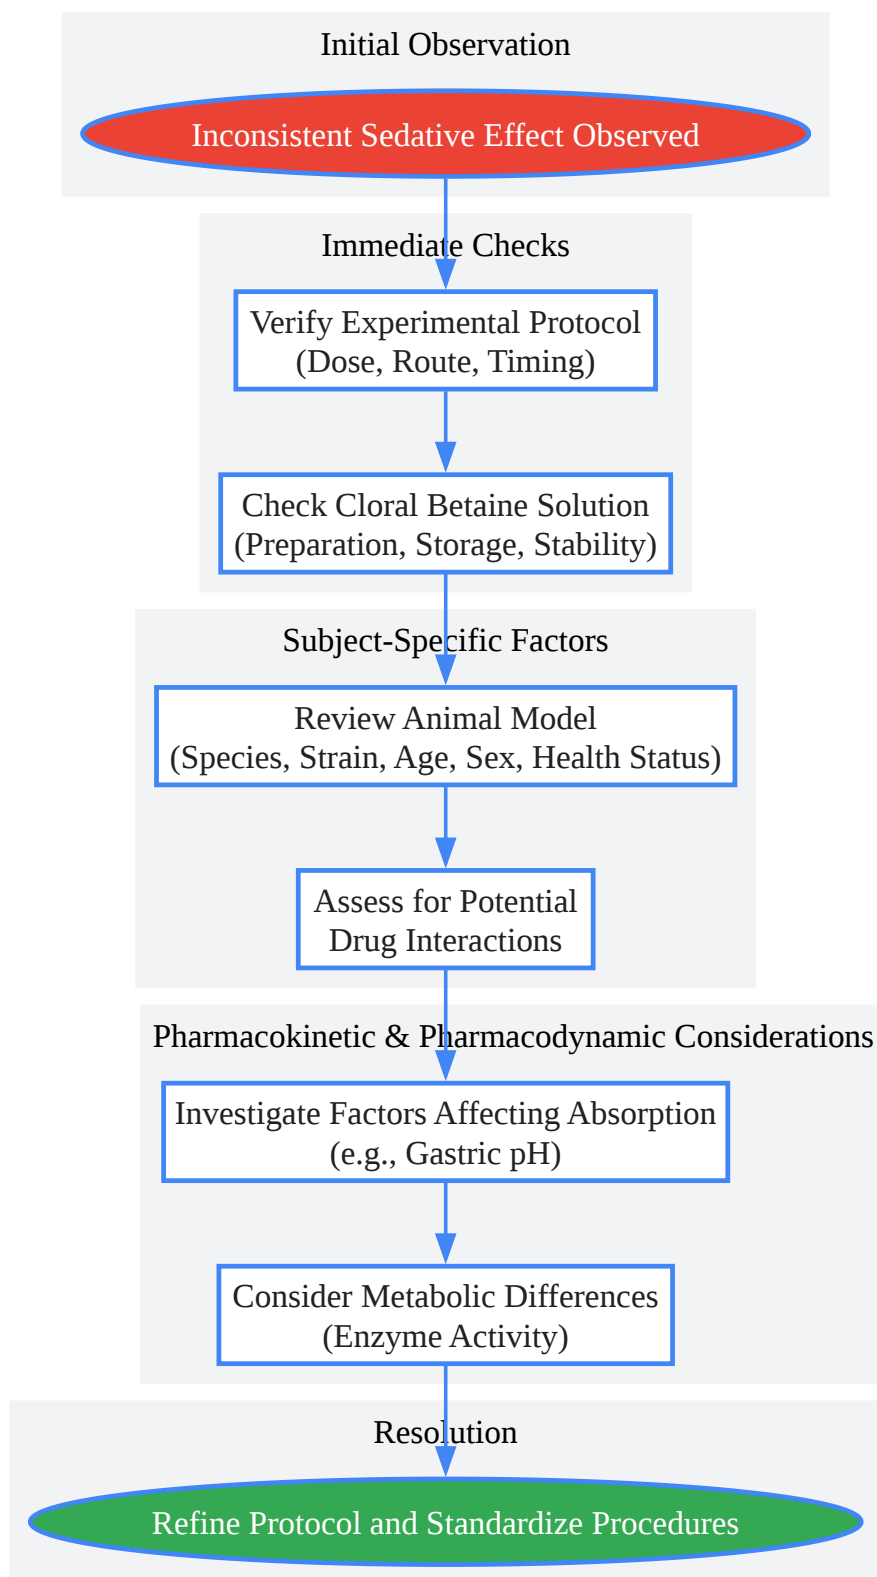 Initial Observation
Inconsistent Sedative Effect Observed
Immediate Checks
Verify Experimental Protocol
(Dose, Route, Timing)
Check Cloral Betaine Solution
(Preparation, Storage, Stability)
Subject-Specific Factors
Review Animal Model
(Species, Strain, Age, Sex, Health Status)
Assess for Potential
Drug Interactions
Pharmacokinetic & Pharmacodynamic Considerations
Investigate Factors Affecting Absorption
(e.g., Gastric pH)
Consider Metabolic Differences
(Enzyme Activity)
Resolution
Refine Protocol and Standardize Procedures